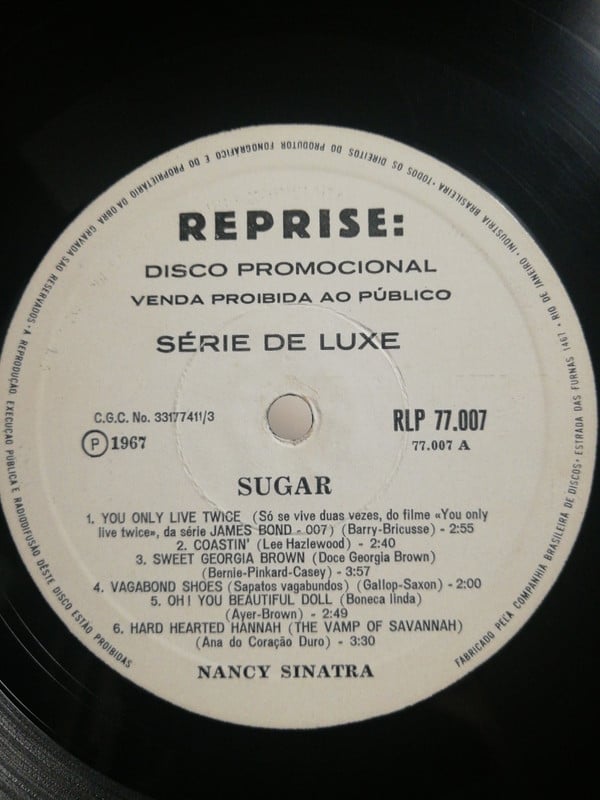 REPRISE:
DISCO PROMOCIONAL
VENDA PROIBIDA AO PÚBLICO
SÉRIE DE LUXE
C.G.C. No. 33177411/3
RLP 77.007
Ⓟ 1967
77.007 A
SUGAR
1. YOU ONLY LIVE TWICE (Só se vive duas vezes, do filme «You only
live twice», da série JAMES BOND - 007) (Barry-Bricusse) - 2:55
2. COASTIN' (Lee Hazlewood) - 2:40
3. SWEET GEORGIA BROWN (Doce Georgia Brown)
(Bernie-Pinkard-Casey) - 3:57
4. VAGABOND SHOES (Sapatos vagabundos) (Gallop-Saxon) - 2:00
5. OH! YOU BEAUTIFUL DOLL (Boneca linda)
(Ayer-Brown) - 2:49
6. HARD HEARTED HANNAH (THE VAMP OF SAVANNAH)
(Ana do Coração Duro) - 3:30
NANCY SINATRA
FABRICADO PELA COMPANHIA BRASILEIRA DE DISCOS · ESTRADA DAS FURNAS 1461 · RIO DE JANEIRO · INDÚSTRIA BRASILEIRA · TODOS OS DIREITOS DO PRODUTOR FONOGRÁFICO E DO PROPRIETÁRIO DA OBRA GRAVADA SÃO RESERVADOS · A REPRODUÇÃO, EXECUÇÃO PÚBLICA E RADIODIFUSÃO DÊSTE DISCO ESTÃO PROIBIDAS